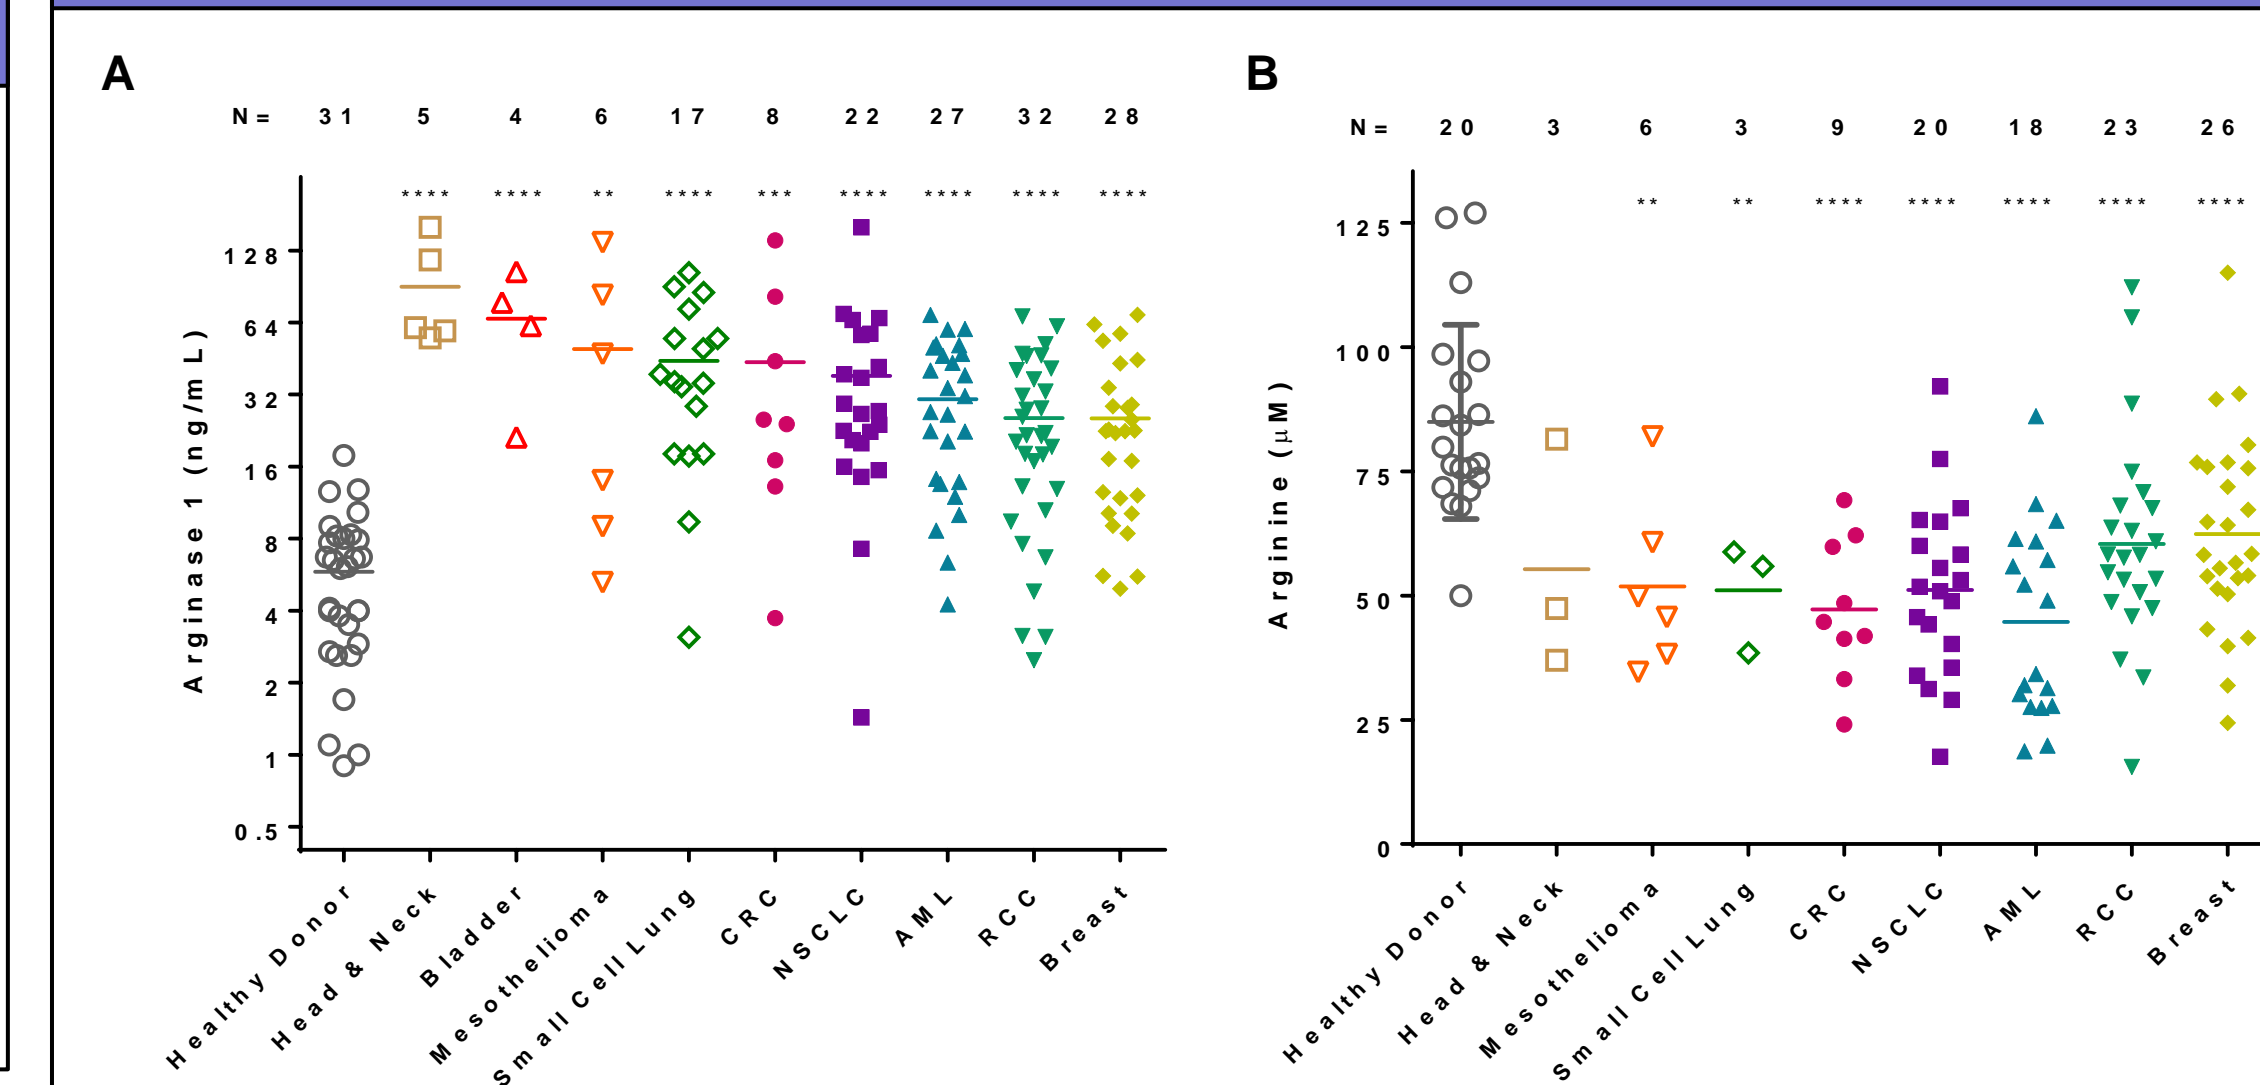 A
N = 31 5 4 6 17 8 22 27 32 28
**** **** ** **** *** **** **** **** ****
Arginase 1 (ng/mL)
128
64
32
16
8
4
2
1
0.5
Healthy Donor
Head & Neck
Bladder
Mesothelioma
Small Cell Lung
CRC
NSCLC
AML
RCC
Breast
B
N = 20 3 6 3 9 20 18 23 26
** ** **** **** **** **** ****
Arginine (µM)
125
100
75
50
25
0
Healthy Donor
Head & Neck
Mesothelioma
Small Cell Lung
CRC
NSCLC
AML
RCC
Breast